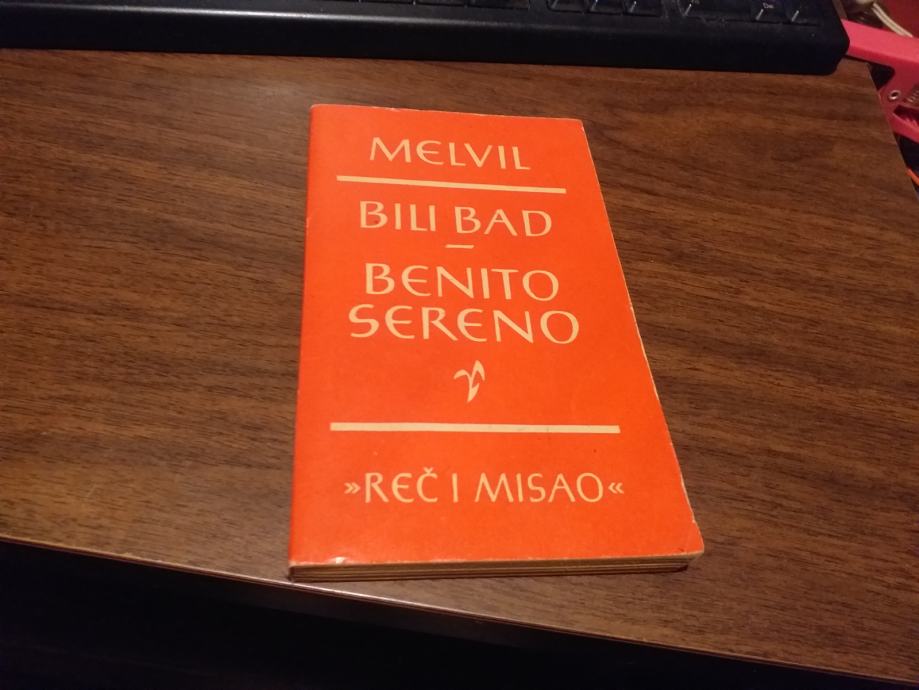 MELVIL
BILI BAD
–
BENITO
SERENO
»REČ I MISAO«